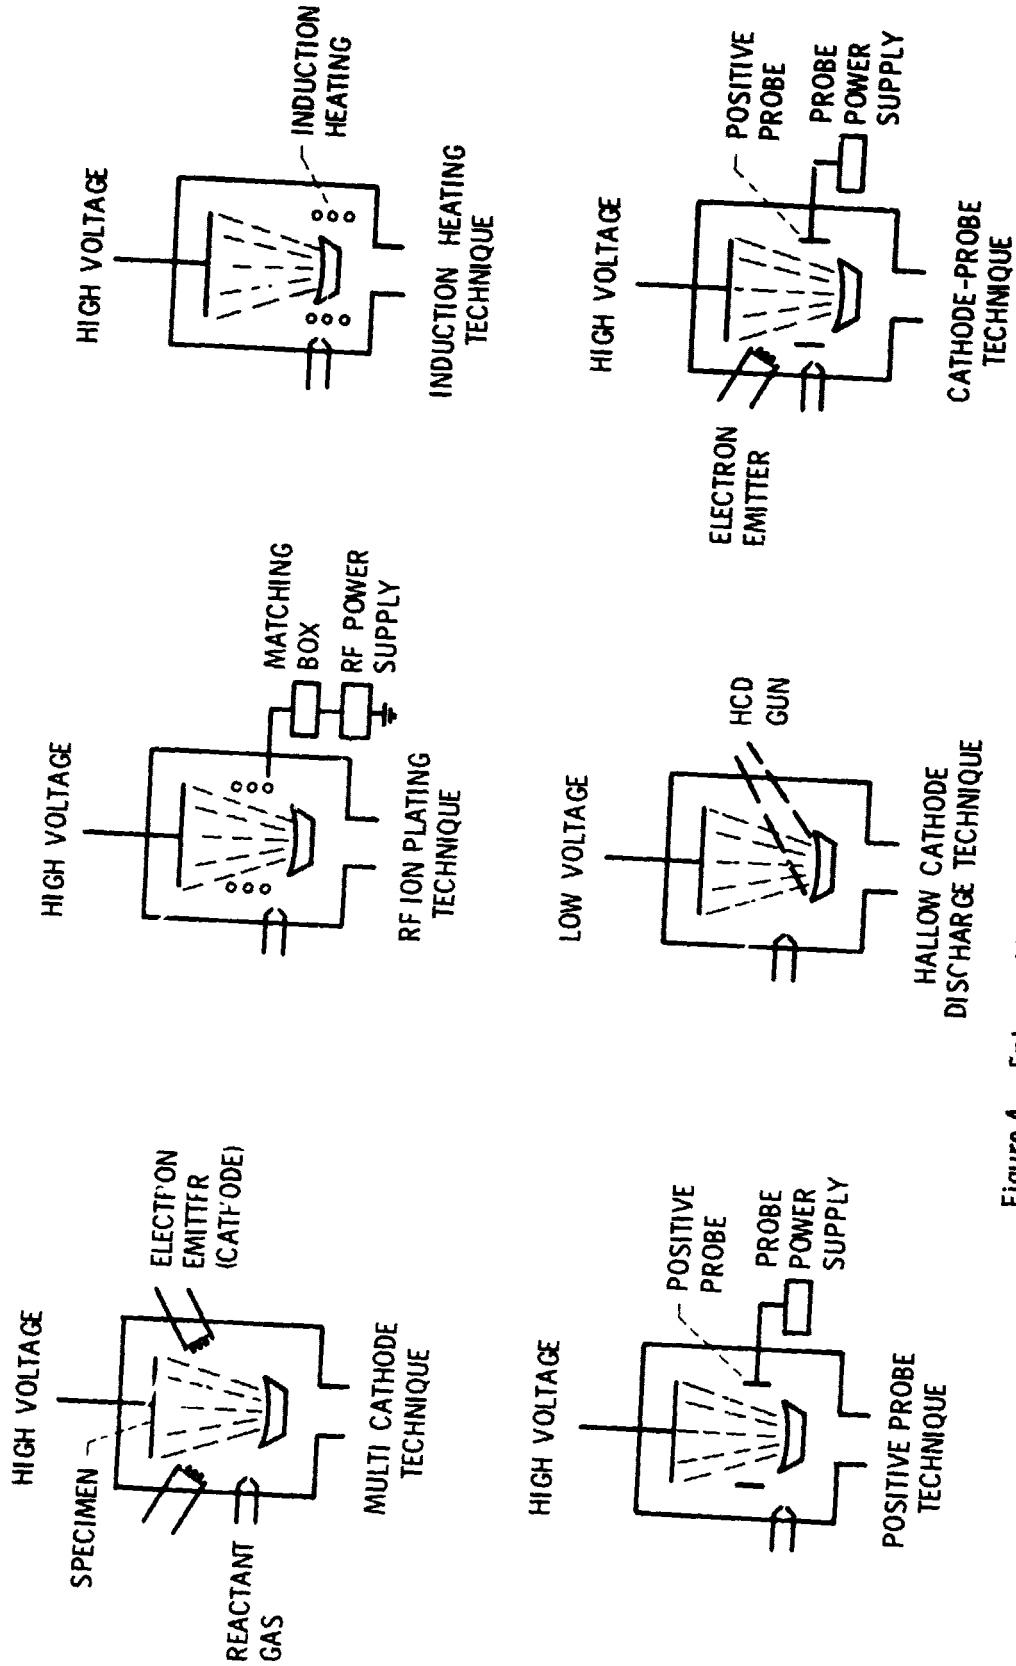 HIGH VOLTAGE
SPECIMEN
ELECTRON
EMITTER
(CATHODE)
REACTANT
GAS
MULTI CATHODE
TECHNIQUE
HIGH VOLTAGE
MATCHING
BOX
RF POWER
SUPPLY
RF ION PLATING
TECHNIQUE
HIGH VOLTAGE
INDUCTION
HEATING
INDUCTION HEATING
TECHNIQUE
HIGH VOLTAGE
POSITIVE
PROBE
PROBE
POWER
SUPPLY
POSITIVE PROBE
TECHNIQUE
LOW VOLTAGE
HCD
GUN
HALLOW CATHODE
DISCHARGE TECHNIQUE
HIGH VOLTAGE
ELECTRON
EMITTER
POSITIVE
PROBE
PROBE
POWER
SUPPLY
CATHODE-PROBE
TECHNIQUE
Figure 4.